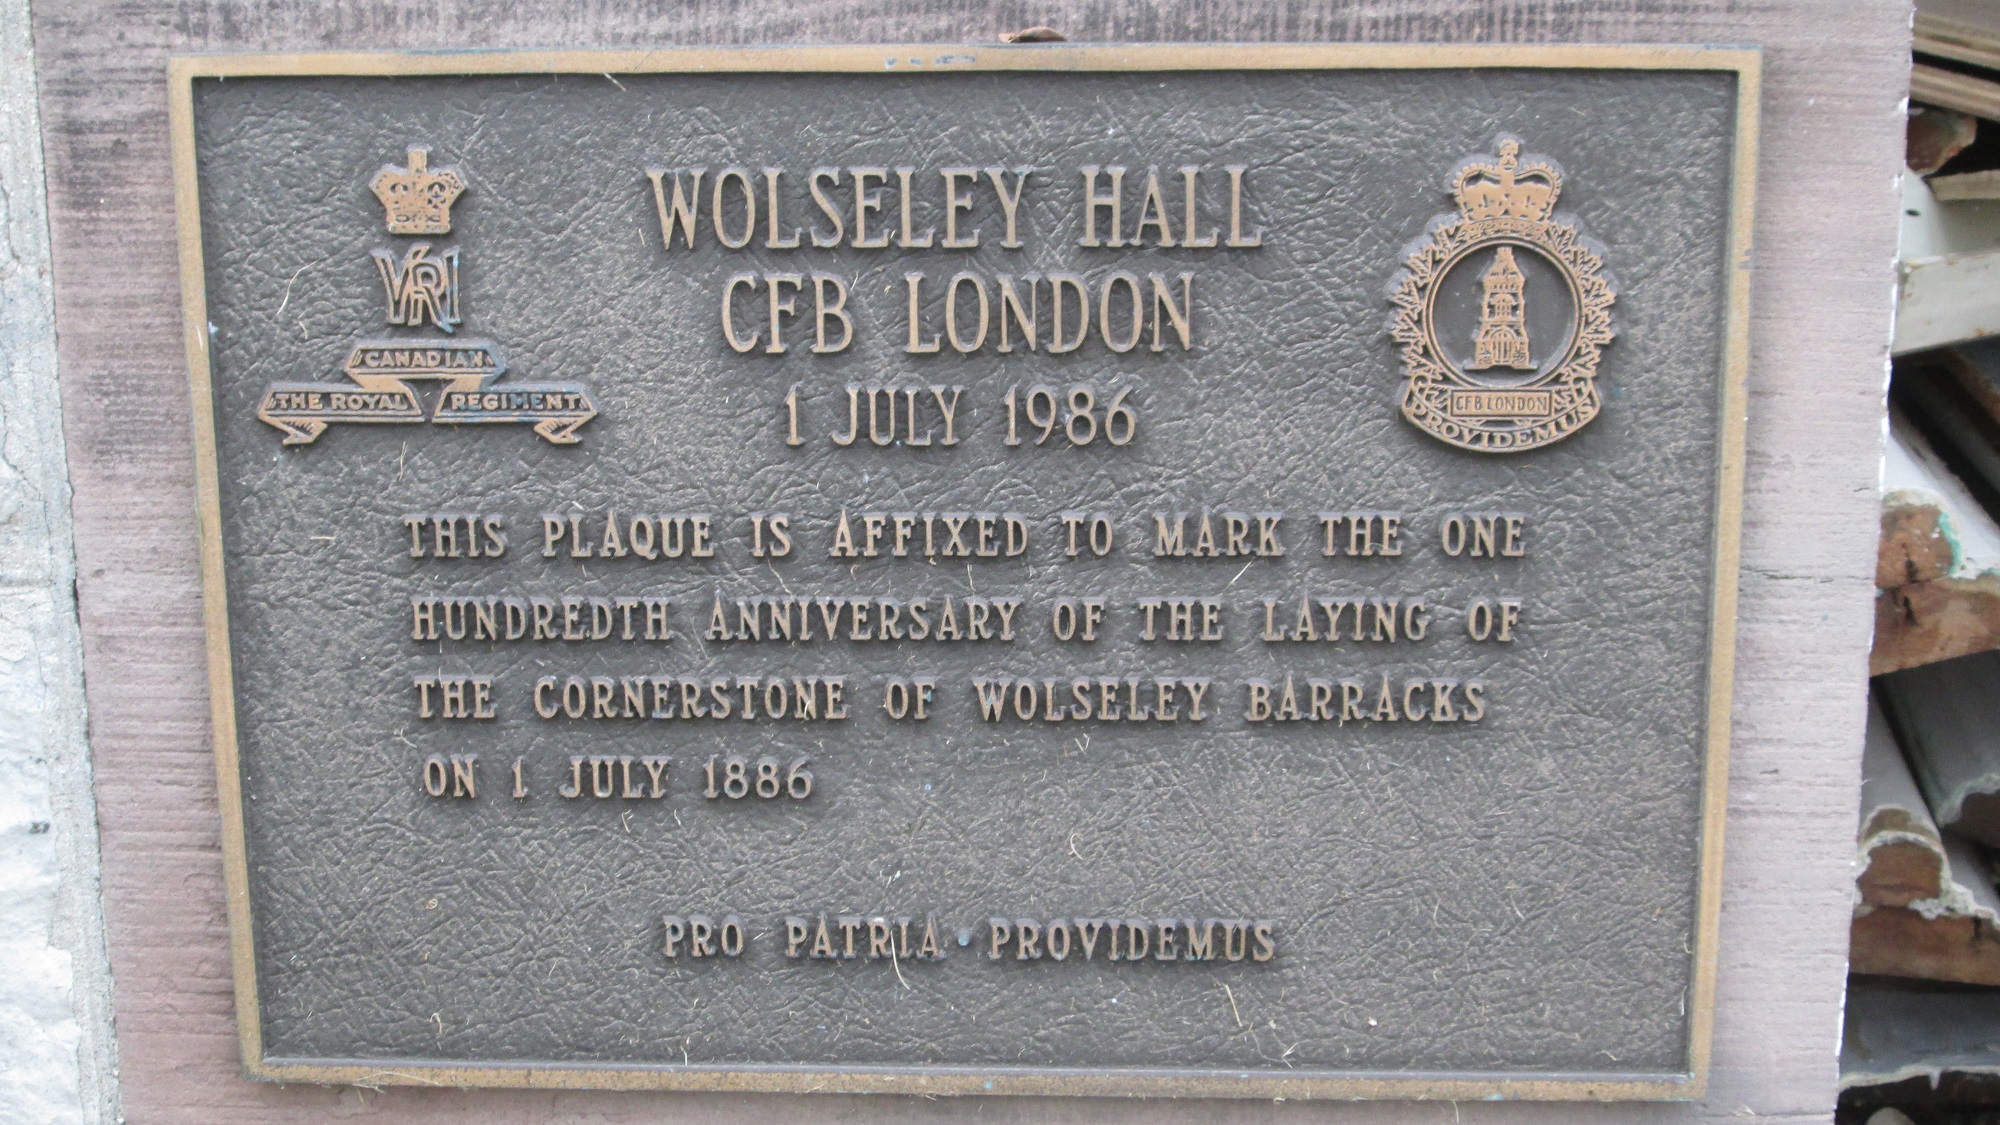 WOLSELEY HALL
CFB LONDON
1 JULY 1986
VRI
CANADIAN
THE ROYAL REGIMENT
CFB LONDON
PROVIDEMUS
THIS PLAQUE IS AFFIXED TO MARK THE ONE
HUNDREDTH ANNIVERSARY OF THE LAYING OF
THE CORNERSTONE OF WOLSELEY BARRACKS
ON 1 JULY 1886
PRO PATRIA · PROVIDEMUS